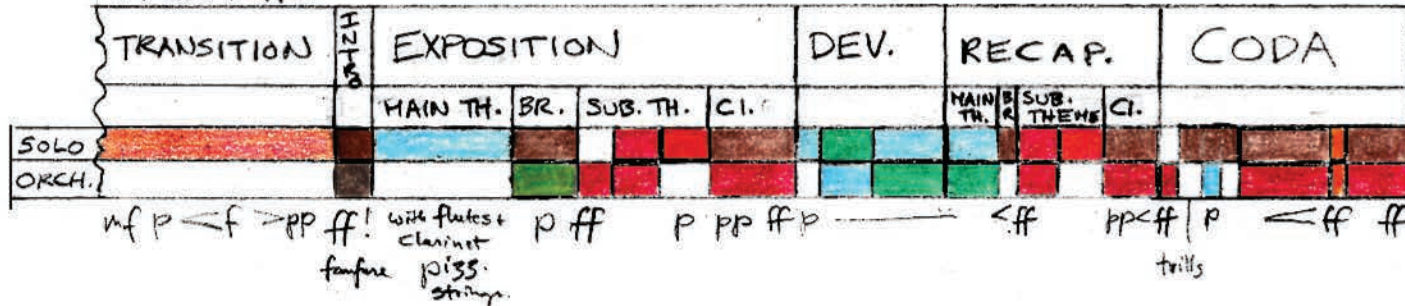 TRANSITION INTRO EXPOSITION DEV. RECAP. CODA
MAIN TH. BR. SUB. TH. Cl. MAIN TH. BR SUB. THEME Cl.
SOLO
ORCH.
mf p < f > pp ff! with flutes + p ff p pp ff p < ff pp < ff | p < ff ff
clarinet
fanfare pizz. trills
strings.